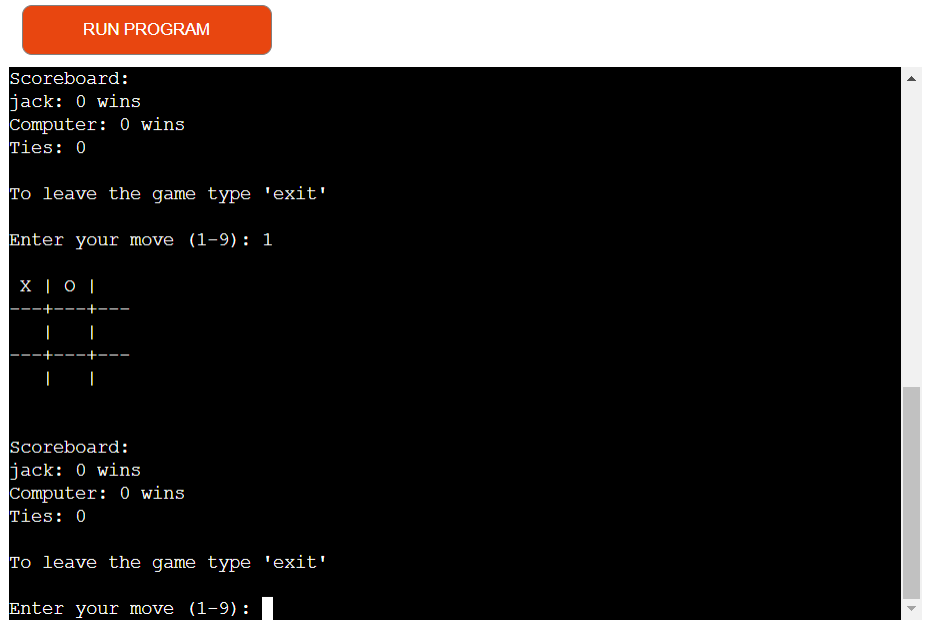 RUN PROGRAM
Scoreboard:
jack: 0 wins
Computer: 0 wins
Ties: 0
To leave the game type 'exit'
Enter your move (1-9): 1
 X | O |
---+---+---
   |   |
---+---+---
   |   |
Scoreboard:
jack: 0 wins
Computer: 0 wins
Ties: 0
To leave the game type 'exit'
Enter your move (1-9):